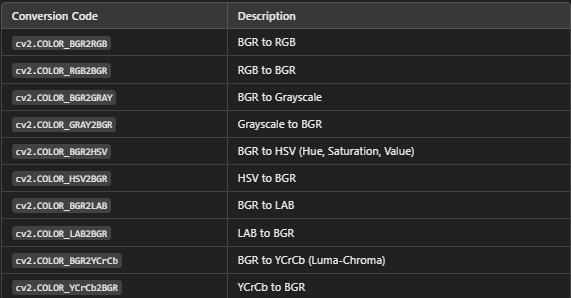 Conversion Code Description
cv2.COLOR_BGR2RGB BGR to RGB
cv2.COLOR_RGB2BGR RGB to BGR
cv2.COLOR_BGR2GRAY BGR to Grayscale
cv2.COLOR_GRAY2BGR Grayscale to BGR
cv2.COLOR_BGR2HSV BGR to HSV (Hue, Saturation, Value)
cv2.COLOR_HSV2BGR HSV to BGR
cv2.COLOR_BGR2LAB BGR to LAB
cv2.COLOR_LAB2BGR LAB to BGR
cv2.COLOR_BGR2YCrCb BGR to YCrCb (Luma-Chroma)
cv2.COLOR_YCrCb2BGR YCrCb to BGR